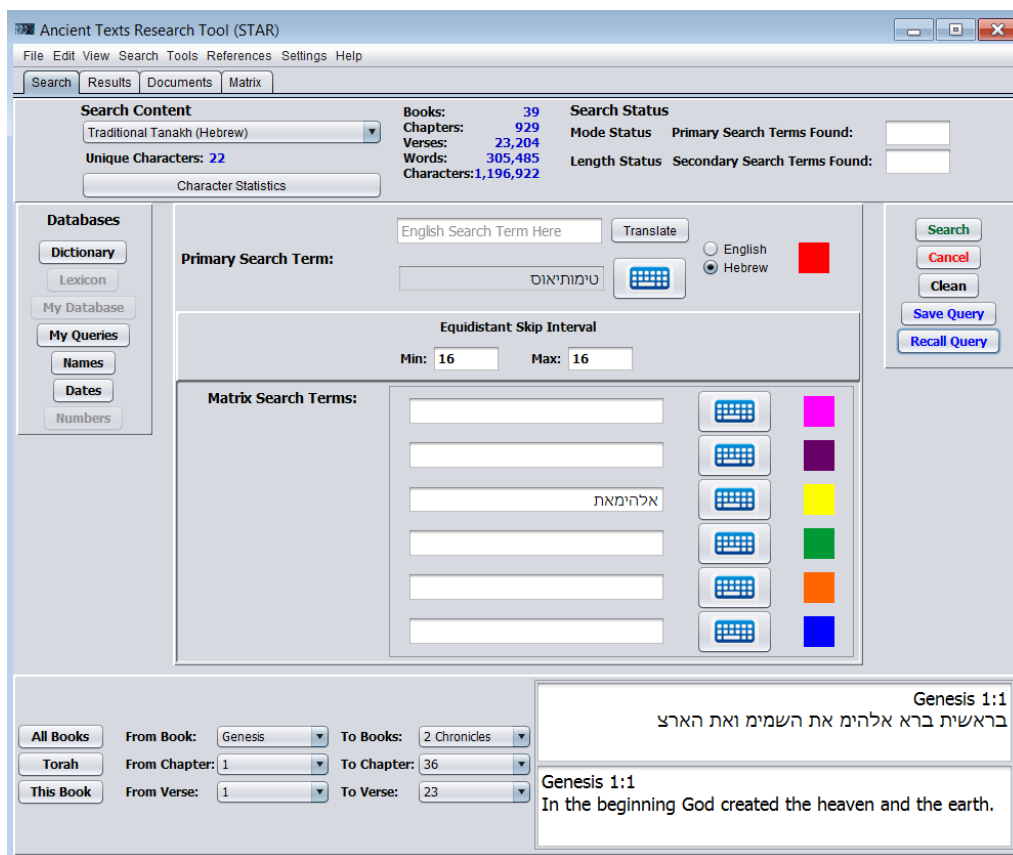 Ancient Texts Research Tool (STAR)
File Edit View Search Tools References Settings Help
Search Results Documents Matrix
Search Content
Traditional Tanakh (Hebrew)
Unique Characters: 22
Character Statistics
Books: 39
Chapters: 929
Verses: 23,204
Words: 305,485
Characters:1,196,922
Search Status
Mode Status Primary Search Terms Found:
Length Status Secondary Search Terms Found:
Databases
Dictionary
Lexicon
My Database
My Queries
Names
Dates
Numbers
Primary Search Term:
English Search Term Here Translate
טימותיאוס
English
Hebrew
Equidistant Skip Interval
Min: 16 Max: 16
Matrix Search Terms:
אלהימאת
Search
Cancel
Clean
Save Query
Recall Query
All Books From Book: Genesis To Books: 2 Chronicles
Torah From Chapter: 1 To Chapter: 36
This Book From Verse: 1 To Verse: 23
Genesis 1:1
בראשית ברא אלהימ את השמימ ואת הארצ
Genesis 1:1
In the beginning God created the heaven and the earth.